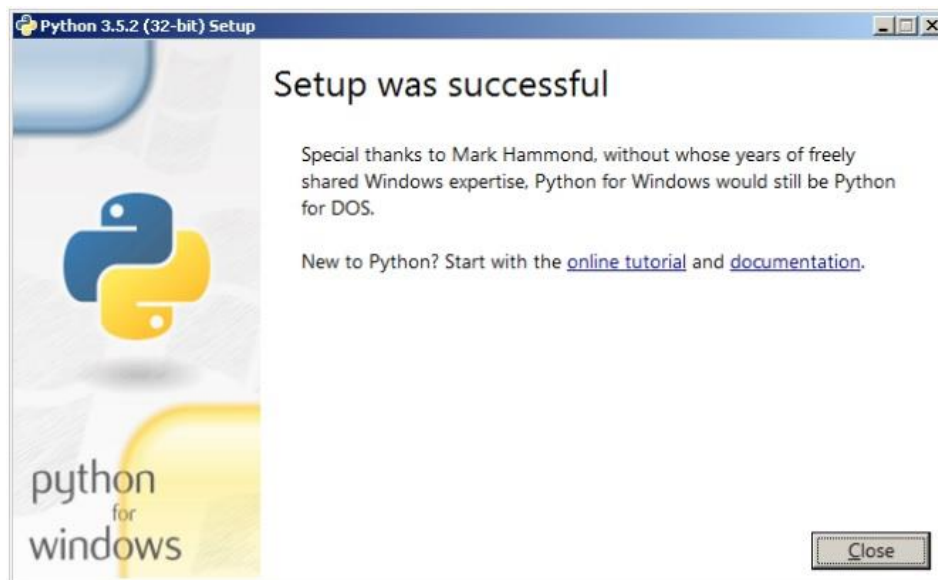 Python 3.5.2 (32-bit) Setup
Setup was successful
Special thanks to Mark Hammond, without whose years of freely
shared Windows expertise, Python for Windows would still be Python
for DOS.
New to Python? Start with the online tutorial and documentation.
python
for
windows
Close